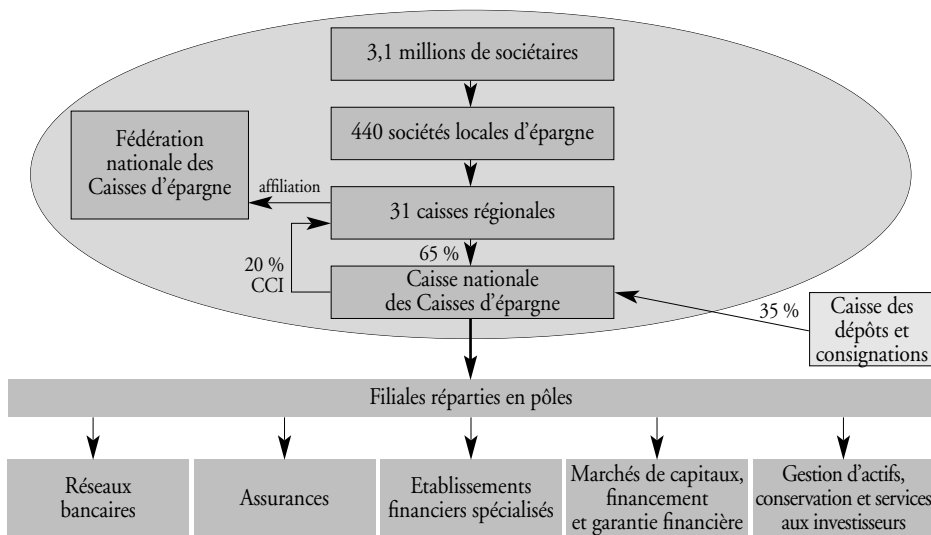 3,1 millions de sociétaires
440 sociétés locales d'épargne
Fédération
nationale des
Caisses d'épargne
affiliation
31 caisses régionales
20 %
CCI
65 %
Caisse nationale
des Caisses d'épargne
35 %
Caisse des
dépôts et
consignations
Filiales réparties en pôles
Réseaux
bancaires
Assurances
Etablissements
financiers spécialisés
Marchés de capitaux,
financement
et garantie financière
Gestion d'actifs,
conservation et services
aux investisseurs